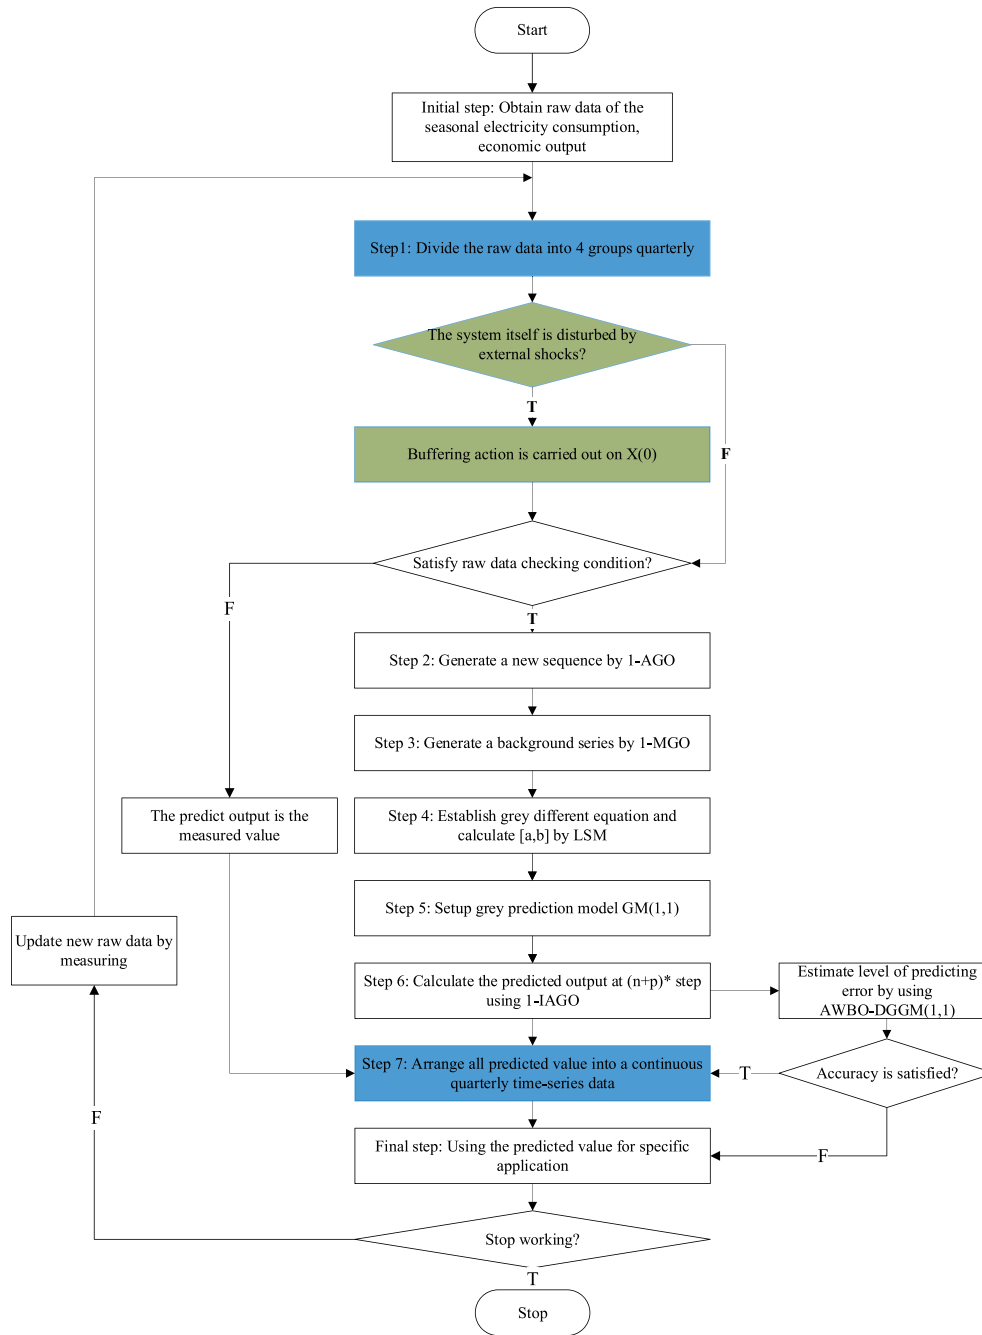 Start
Initial step: Obtain raw data of the
seasonal electricity consumption,
economic output
Step1: Divide the raw data into 4 groups quarterly
The system itself is disturbed by
external shocks?
T
F
Buffering action is carried out on X(0)
Satisfy raw data checking condition?
F
T
Step 2: Generate a new sequence by 1-AGO
Step 3: Generate a background series by 1-MGO
The predict output is the
measured value
Step 4: Establish grey different equation and
calculate [a,b] by LSM
Step 5: Setup grey prediction model GM(1,1)
Update new raw data by
measuring
Step 6: Calculate the predicted output at (n+p)* step
using 1-IAGO
Estimate level of predicting
error by using
AWBO-DGGM(1,1)
Step 7: Arrange all predicted value into a continuous
quarterly time-series data
T
Accuracy is satisfied?
F
Final step: Using the predicted value for specific
application
F
Stop working?
T
Stop